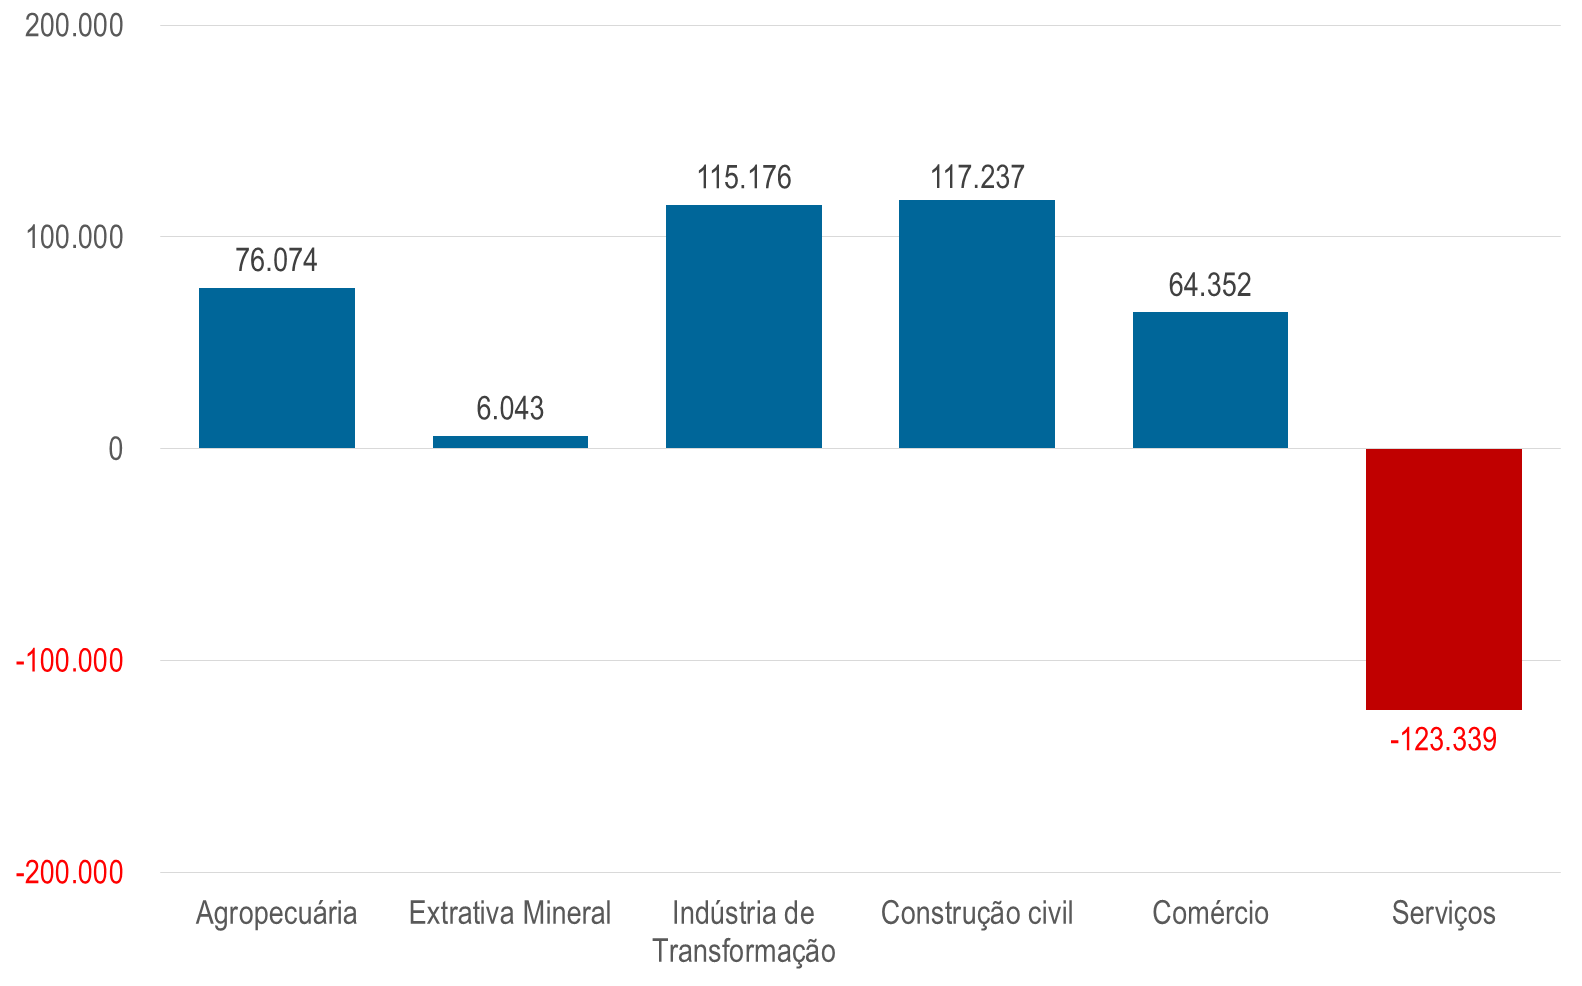 200.000
115.176
117.237
100.000
76.074
64.352
6.043
0
-100.000
-123.339
-200.000
Agropecuária
Extrativa Mineral
Indústria de
Transformação
Construção civil
Comércio
Serviços